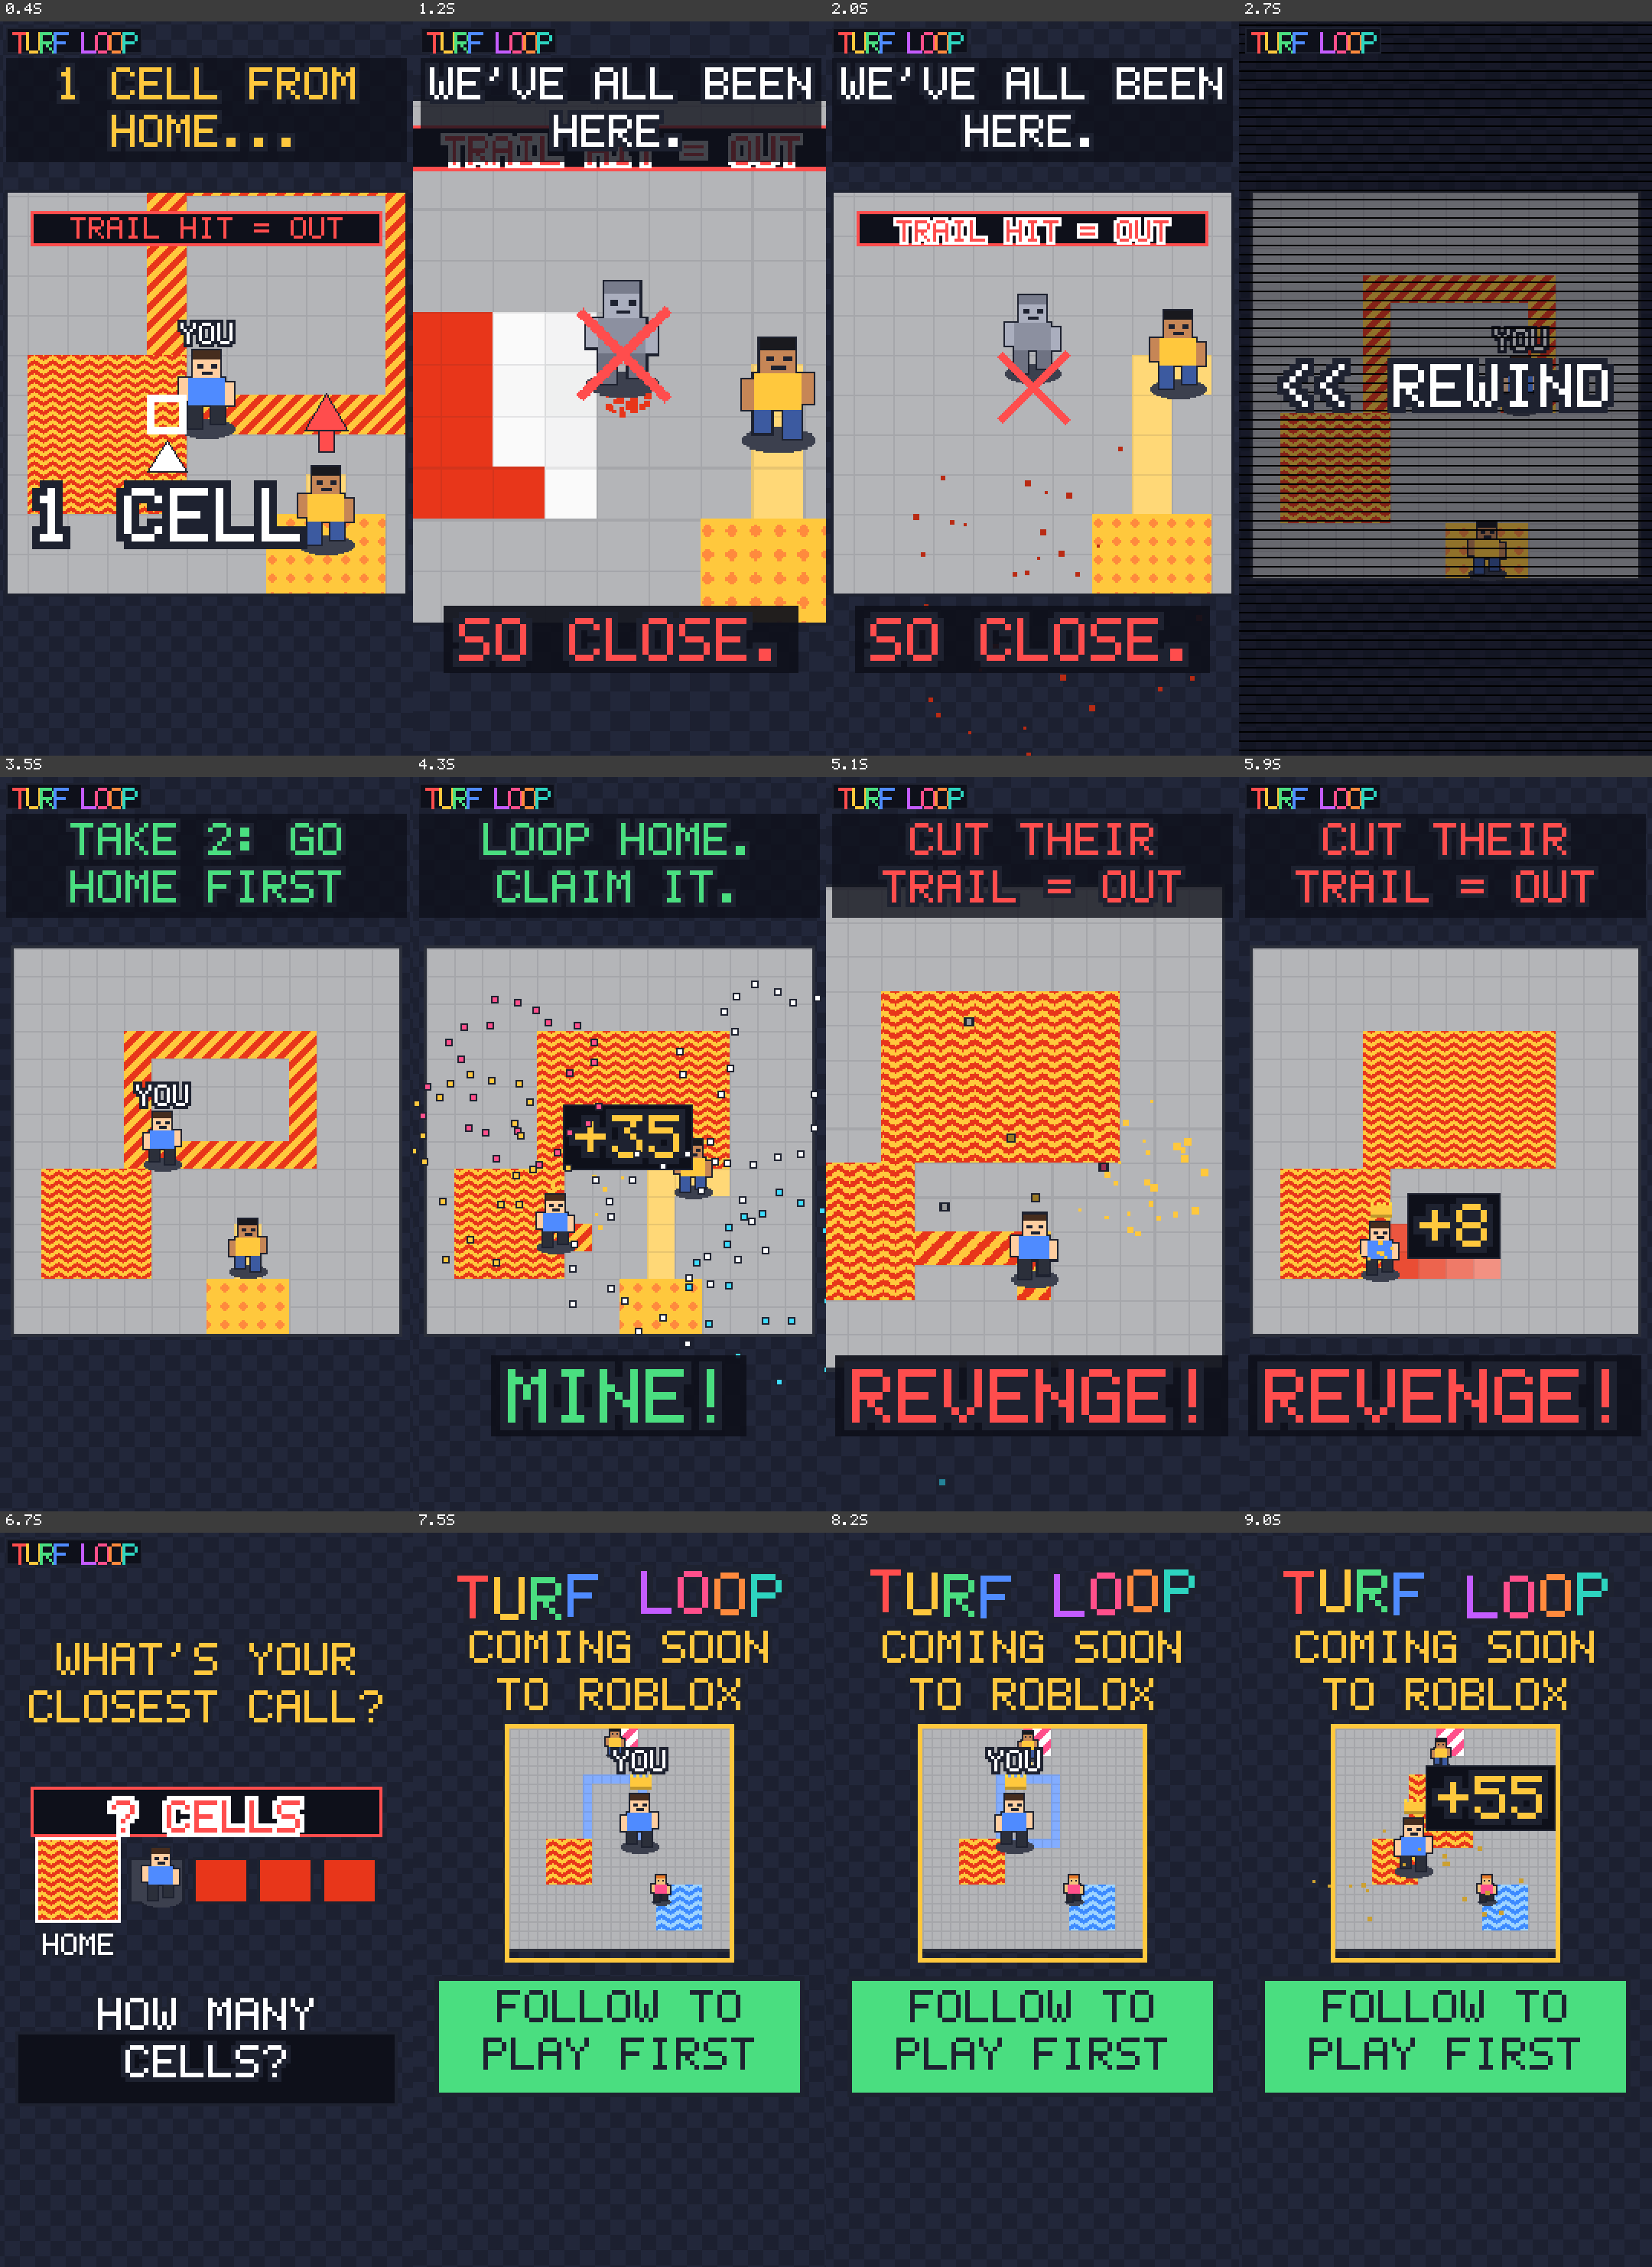 0.4S
TURF LOOP
1 CELL FROM
HOME...
TRAIL HIT = OUT
YOU
1 CELL
1.2S
TURF LOOP
WE'VE ALL BEEN
HERE.
TRAIL HIT = OUT
SO CLOSE.
2.0S
TURF LOOP
WE'VE ALL BEEN
HERE.
TRAIL HIT = OUT
SO CLOSE.
2.7S
TURF LOOP
YOU
<< REWIND
3.5S
TURF LOOP
TAKE 2: GO
HOME FIRST
YOU
4.3S
TURF LOOP
LOOP HOME.
CLAIM IT.
+35
MINE!
5.1S
TURF LOOP
CUT THEIR
TRAIL = OUT
REVENGE!
5.9S
TURF LOOP
CUT THEIR
TRAIL = OUT
+8
REVENGE!
6.7S
TURF LOOP
WHAT'S YOUR
CLOSEST CALL?
? CELLS
HOME
HOW MANY
CELLS?
7.5S
TURF LOOP
COMING SOON
TO ROBLOX
YOU
FOLLOW TO
PLAY FIRST
8.2S
TURF LOOP
COMING SOON
TO ROBLOX
YOU
FOLLOW TO
PLAY FIRST
9.0S
TURF LOOP
COMING SOON
TO ROBLOX
+55
FOLLOW TO
PLAY FIRST